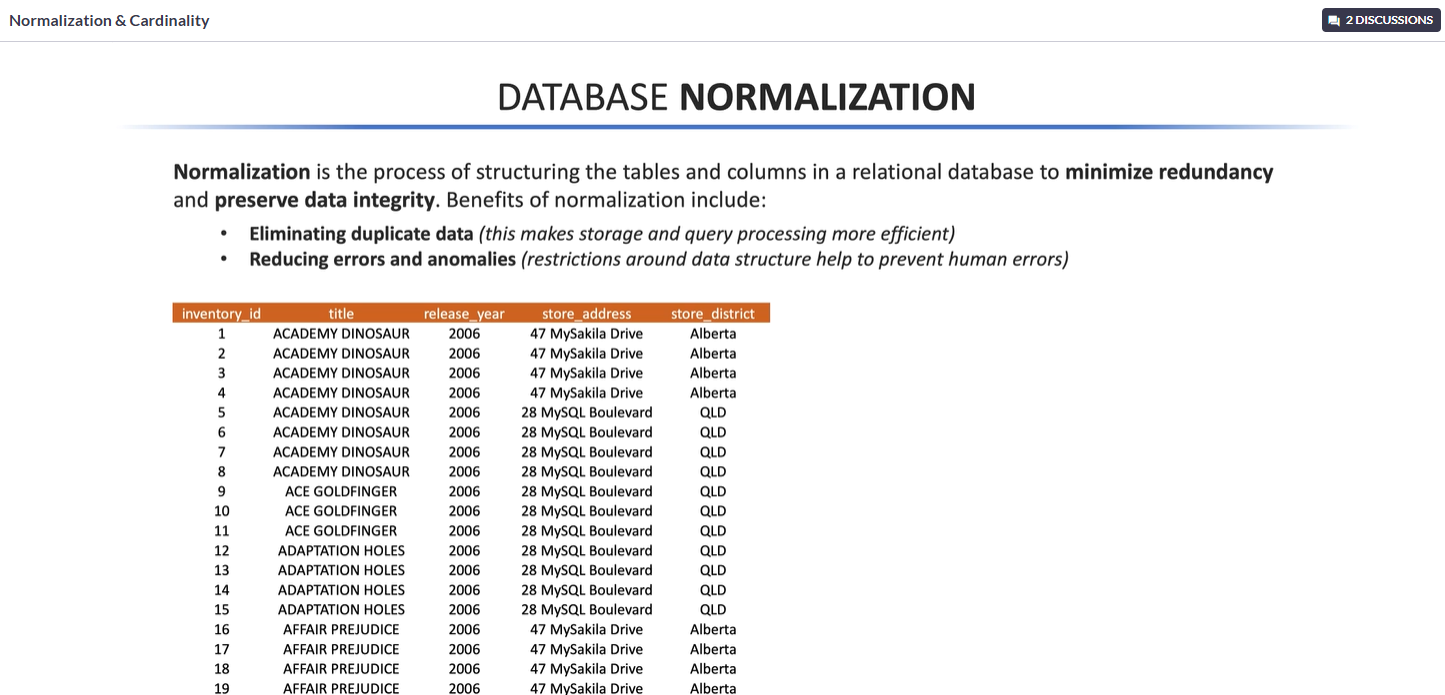 Normalization & Cardinality
2 DISCUSSIONS
DATABASE NORMALIZATION
Normalization is the process of structuring the tables and columns in a relational database to minimize redundancy
and preserve data integrity. Benefits of normalization include:
• Eliminating duplicate data (this makes storage and query processing more efficient)
• Reducing errors and anomalies (restrictions around data structure help to prevent human errors)
inventory_id title release_year store_address store_district
1 ACADEMY DINOSAUR 2006 47 MySakila Drive Alberta
2 ACADEMY DINOSAUR 2006 47 MySakila Drive Alberta
3 ACADEMY DINOSAUR 2006 47 MySakila Drive Alberta
4 ACADEMY DINOSAUR 2006 47 MySakila Drive Alberta
5 ACADEMY DINOSAUR 2006 28 MySQL Boulevard QLD
6 ACADEMY DINOSAUR 2006 28 MySQL Boulevard QLD
7 ACADEMY DINOSAUR 2006 28 MySQL Boulevard QLD
8 ACADEMY DINOSAUR 2006 28 MySQL Boulevard QLD
9 ACE GOLDFINGER 2006 28 MySQL Boulevard QLD
10 ACE GOLDFINGER 2006 28 MySQL Boulevard QLD
11 ACE GOLDFINGER 2006 28 MySQL Boulevard QLD
12 ADAPTATION HOLES 2006 28 MySQL Boulevard QLD
13 ADAPTATION HOLES 2006 28 MySQL Boulevard QLD
14 ADAPTATION HOLES 2006 28 MySQL Boulevard QLD
15 ADAPTATION HOLES 2006 28 MySQL Boulevard QLD
16 AFFAIR PREJUDICE 2006 47 MySakila Drive Alberta
17 AFFAIR PREJUDICE 2006 47 MySakila Drive Alberta
18 AFFAIR PREJUDICE 2006 47 MySakila Drive Alberta
19 AFFAIR PREJUDICE 2006 47 MySakila Drive Alberta